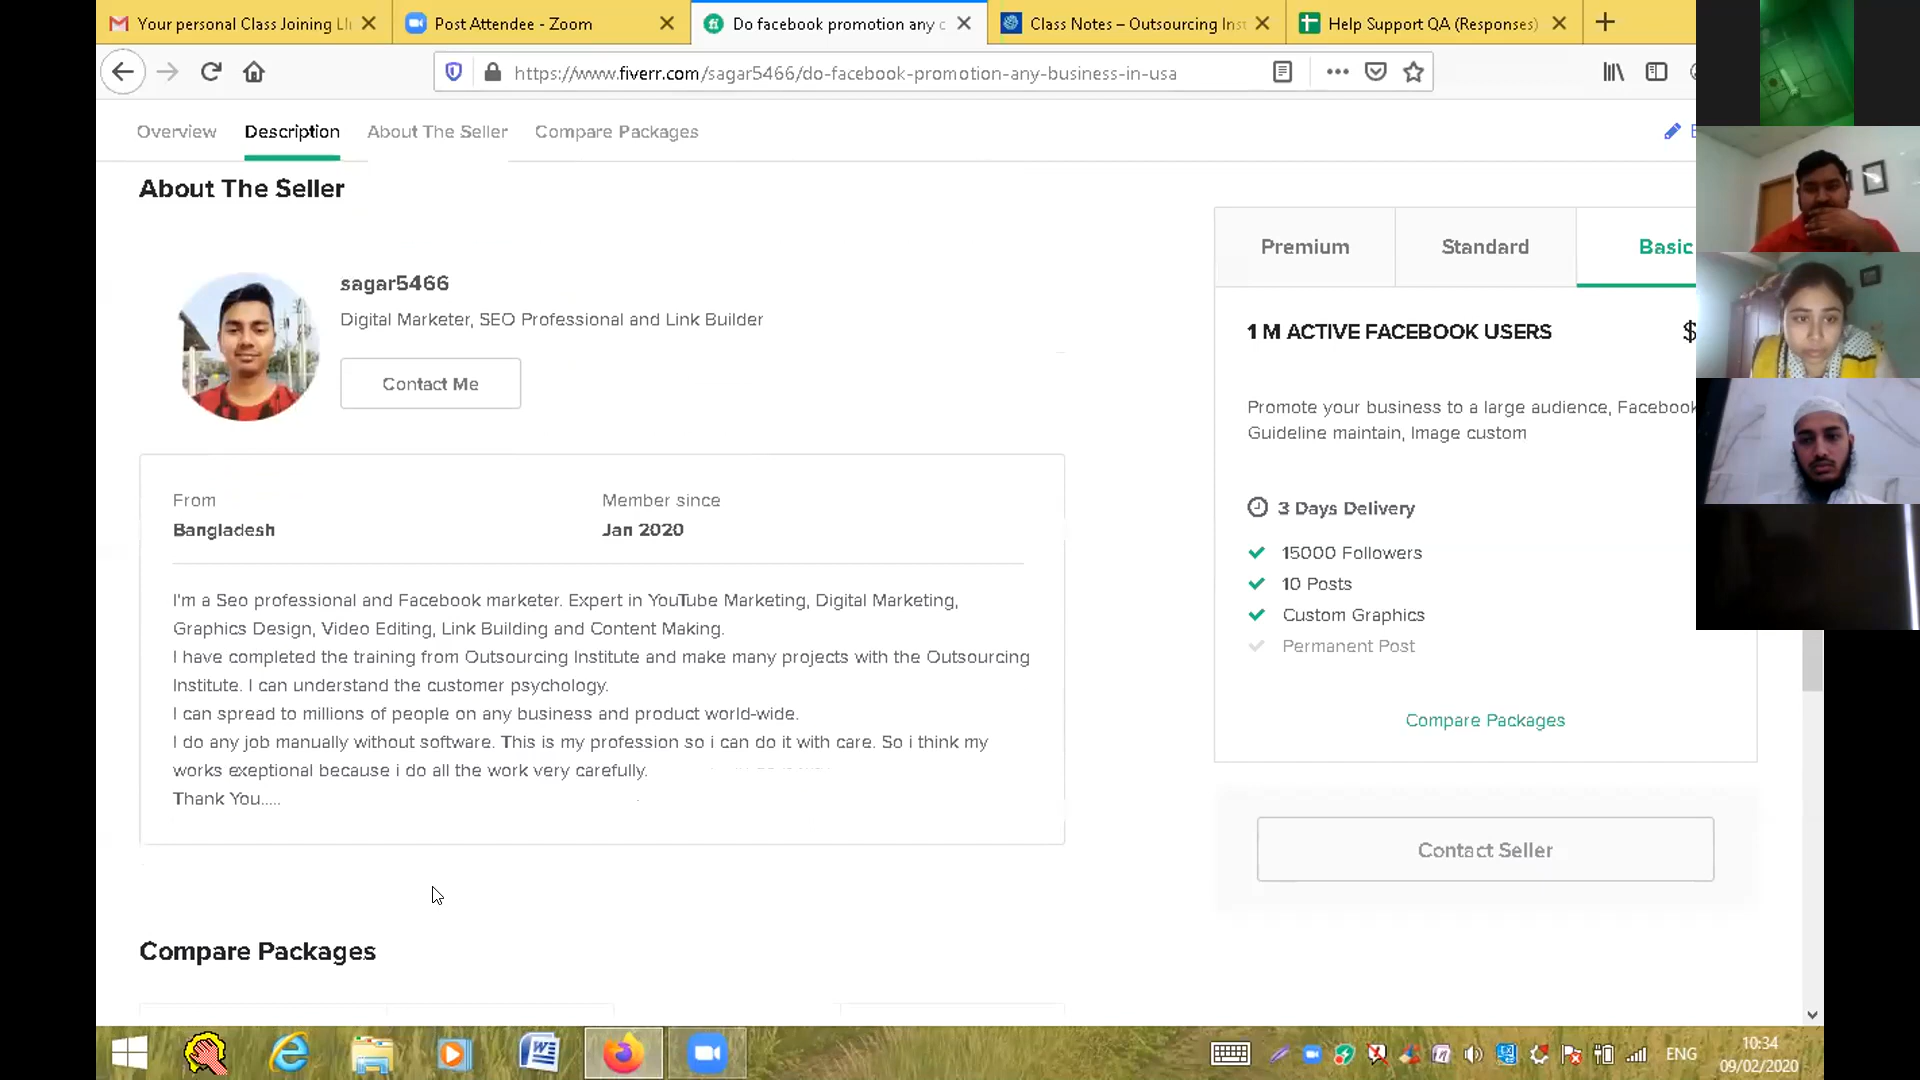 Your personal Class Joining LI
Post Attendee - Zoom
Do facebook promotion any
Class Notes – Outsourcing Inst
Help Support QA (Responses)
https://www.fiverr.com/sagar5466/do-facebook-promotion-any-business-in-usa
Overview
Description
About The Seller
Compare Packages
About The Seller
sagar5466
Digital Marketer, SEO Professional and Link Builder
Contact Me
From
Bangladesh
Member since
Jan 2020
I'm a Seo professional and Facebook marketer. Expert in YouTube Marketing, Digital Marketing,
Graphics Design, Video Editing, Link Building and Content Making.
I have completed the training from Outsourcing Institute and make many projects with the Outsourcing
Institute. I can understand the customer psychology.
I can spread to millions of people on any business and product world-wide.
I do any job manually without software. This is my profession so i can do it with care. So i think my
works exeptional because i do all the work very carefully.
Thank You.....
Compare Packages
Premium
Standard
Basic
1 M ACTIVE FACEBOOK USERS
$
Promote your business to a large audience, Facebook
Guideline maintain, Image custom
3 Days Delivery
15000 Followers
10 Posts
Custom Graphics
Permanent Post
Compare Packages
Contact Seller
ENG
10:34
09/02/2020